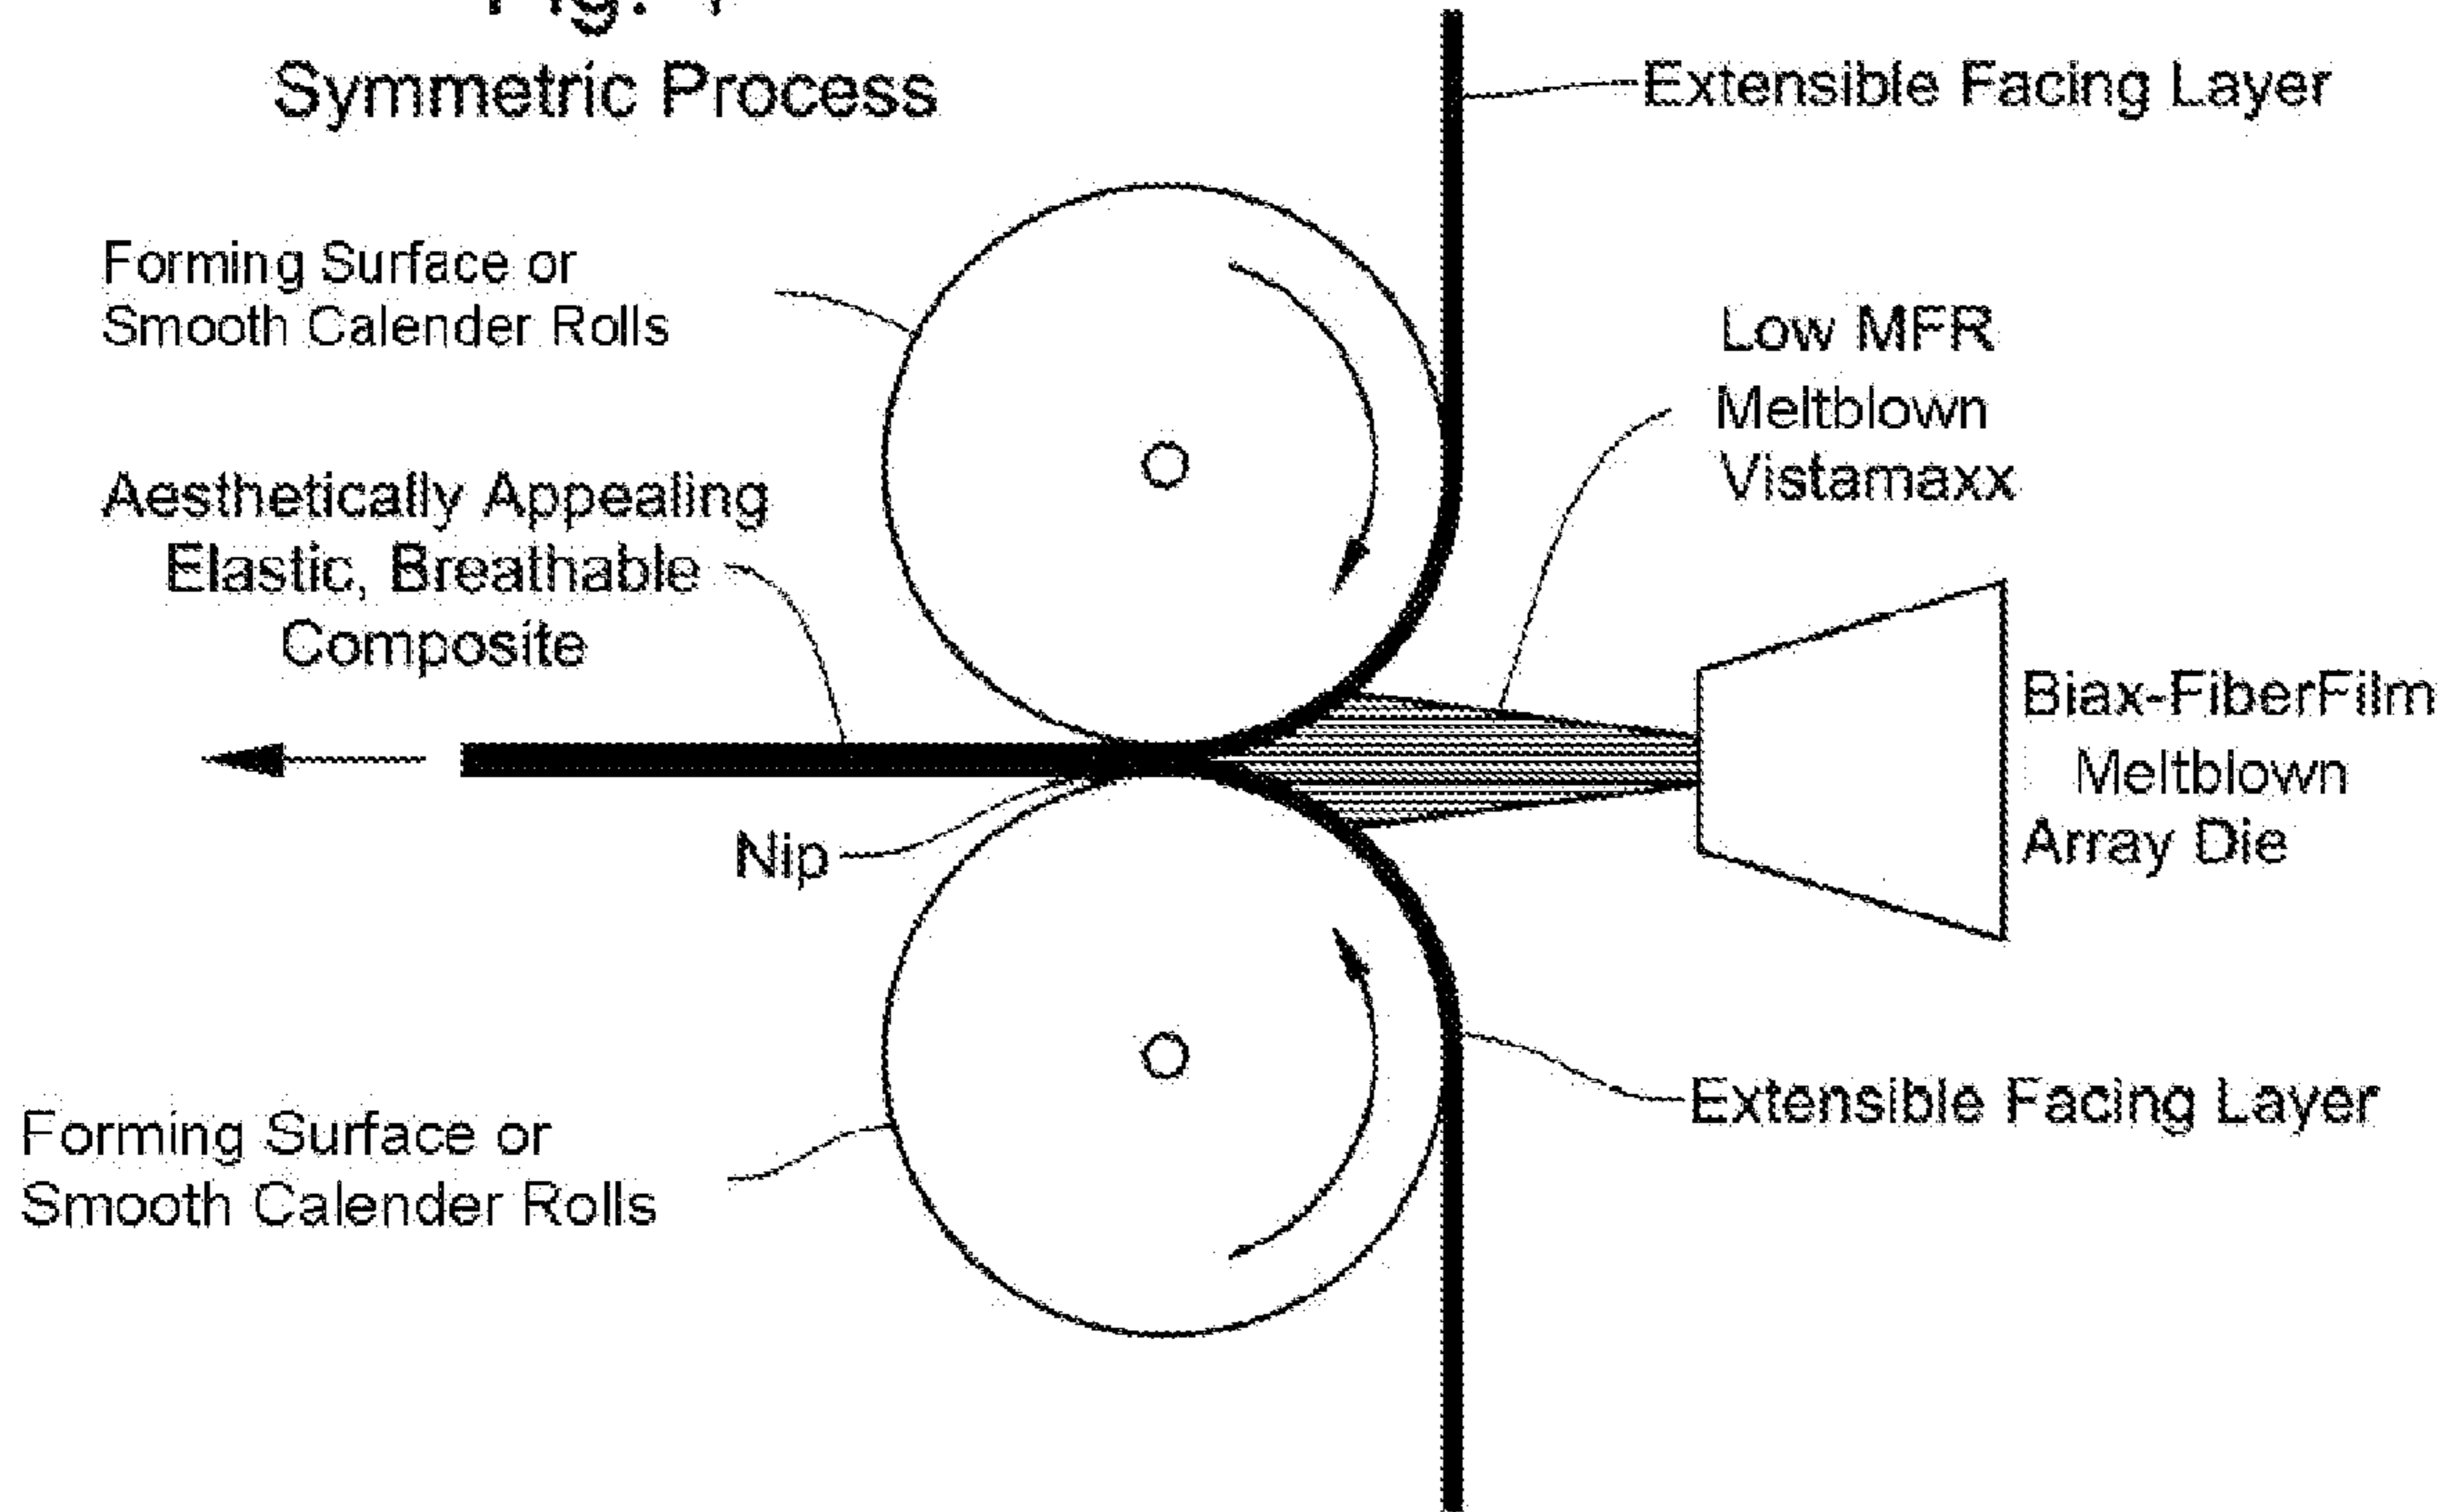 Symmetric Process
Extensible Facing Layer
Forming Surface or
Smooth Calender Rolls
Low MFR
Meltblown
Vistamaxx
Aesthetically Appealing
Elastic, Breathable
Composite
Biax-FiberFilm
Meltblown
Array Die
Nip
Extensible Facing Layer
Forming Surface or
Smooth Calender Rolls